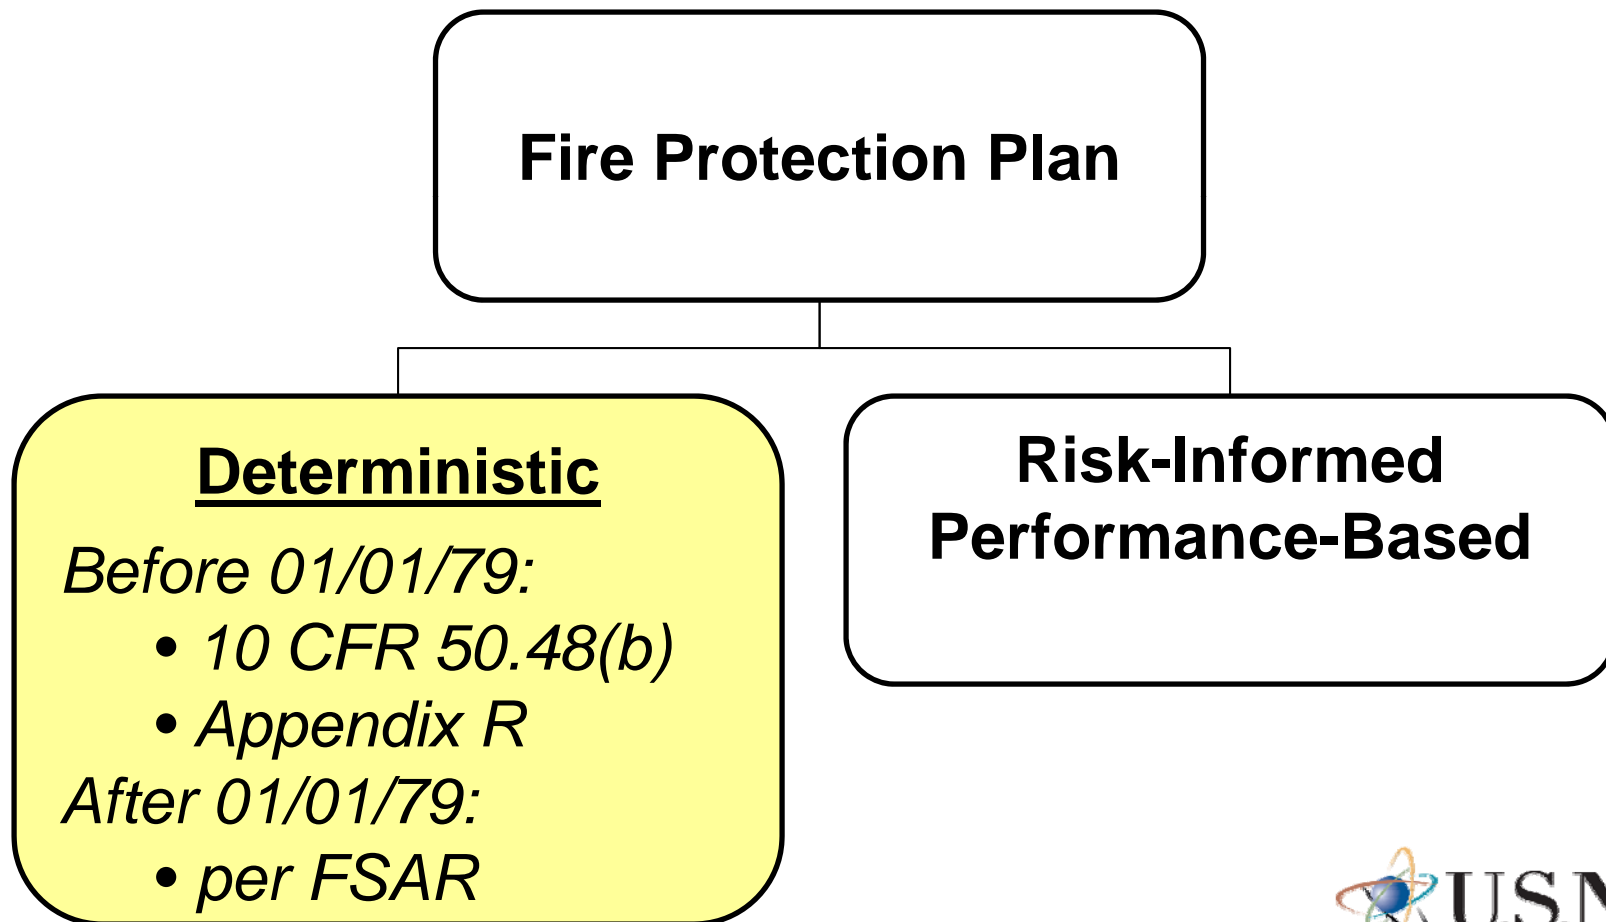 Fire Protection Plan
Deterministic
Before 01/01/79:
• 10 CFR 50.48(b)
• Appendix R
After 01/01/79:
• per FSAR
Risk-Informed
Performance-Based
USN